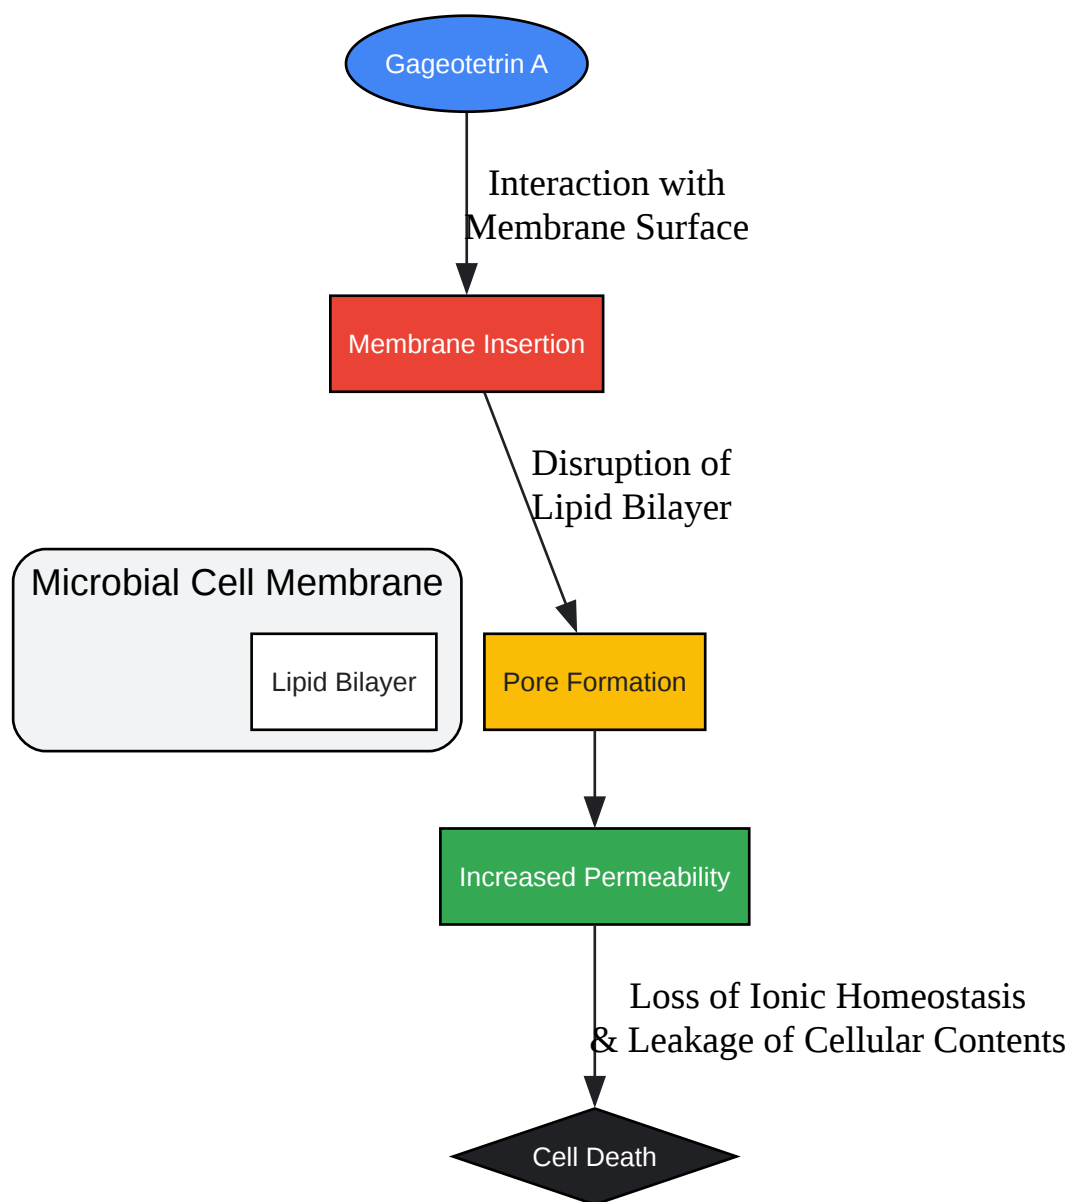 Gageotetrin A
Interaction with
Membrane Surface
Membrane Insertion
Disruption of
Lipid Bilayer
Microbial Cell Membrane
Lipid Bilayer
Pore Formation
Increased Permeability
Loss of Ionic Homeostasis
& Leakage of Cellular Contents
Cell Death